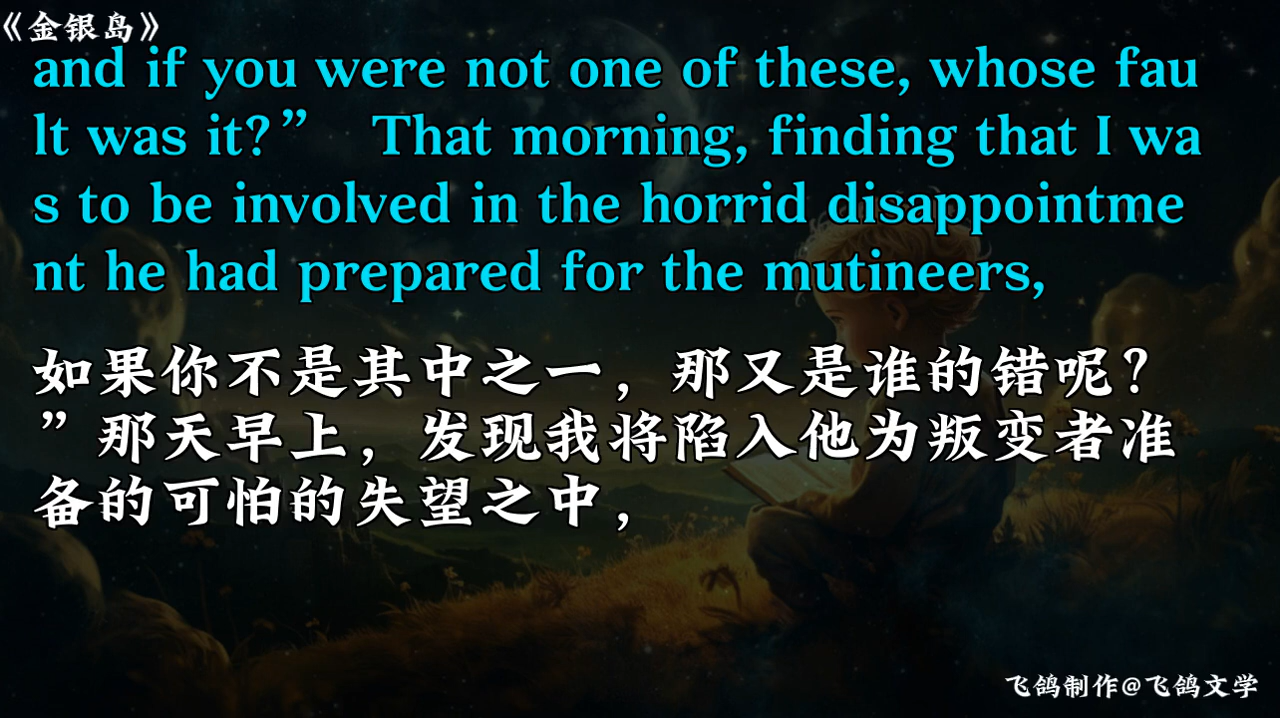 《金银岛》
and if you were not one of these, whose fau
lt was it?” That morning, finding that I wa
s to be involved in the horrid disappointme
nt he had prepared for the mutineers,
如果你不是其中之一，那又是谁的错呢？
”那天早上，发现我将陷入他为叛变者准
备的可怕的失望之中，
飞鸽制作@飞鸽文学